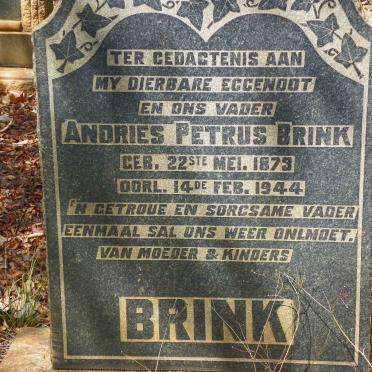 TER GEDACTENIS AAN
MY DIERBARE EGGENOOT
EN ONS VADER
ANDRIES PETRUS BRINK
GEB. 22STE MEI. 1873
OORL. 14DE FEB. 1944
'N GETROUE EN SORGSAME VADER
EENMAAL SAL ONS WEER ONLMOET.
VAN MOEDER & KINDERS
BRINK